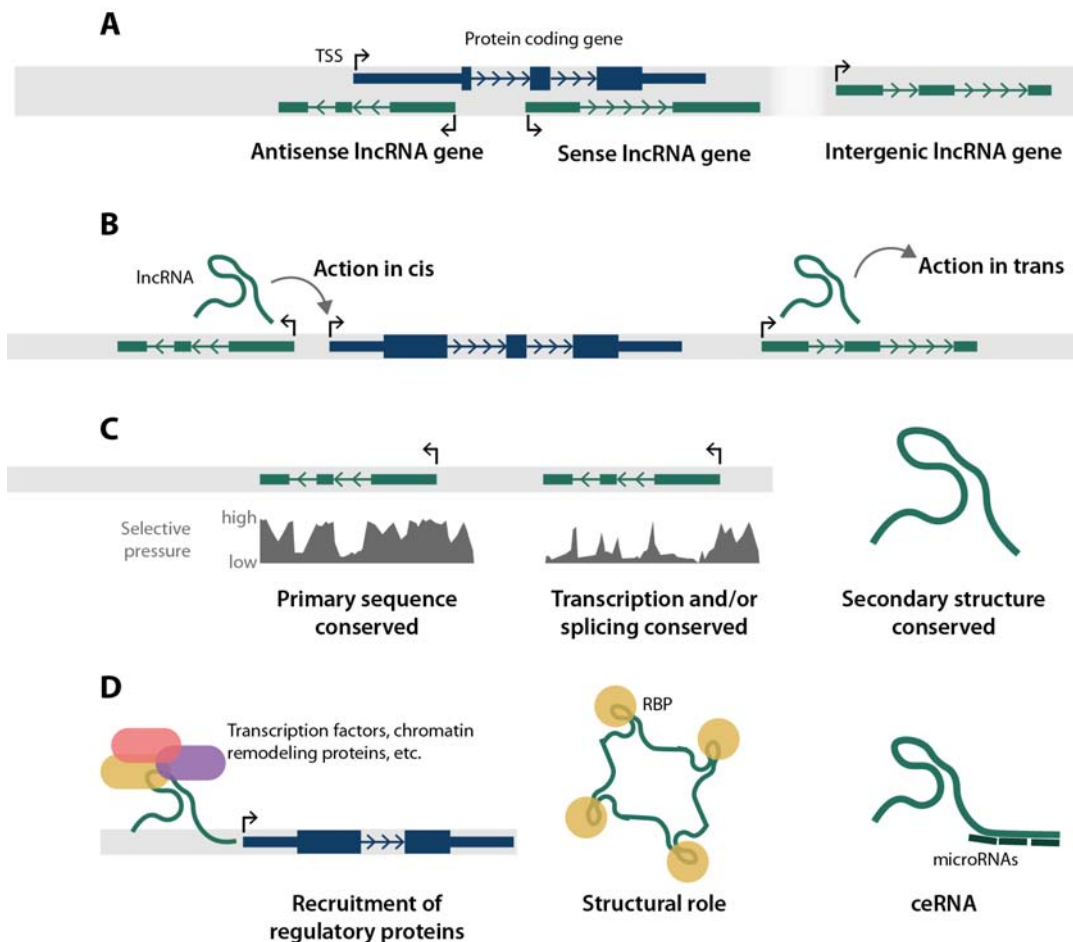 A
Protein coding gene
TSS
Antisense lncRNA gene
Sense lncRNA gene
Intergenic lncRNA gene
B
lncRNA
Action in cis
Action in trans
C
Selective
pressure
high
low
Primary sequence
conserved
Transcription and/or
splicing conserved
Secondary structure
conserved
D
Transcription factors, chromatin
remodeling proteins, etc.
RBP
microRNAs
Recruitment of
regulatory proteins
Structural role
ceRNA